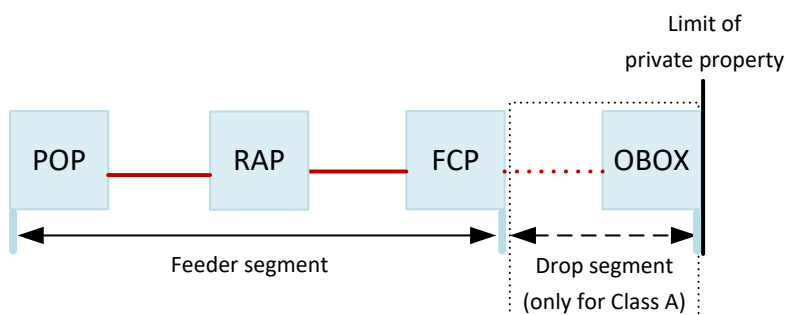 Limit of
private property
POP
RAP
FCP
OBOX
Feeder segment
Drop segment
(only for Class A)